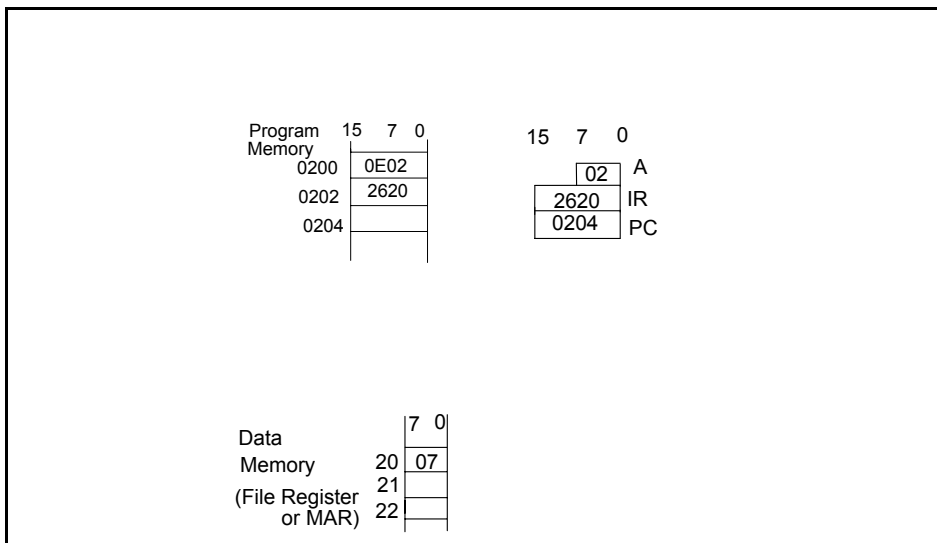 Program
Memory
15 7 0
0200 0E02
0202 2620
0204
15 7 0
02 A
2620 IR
0204 PC
7 0
Data
Memory
20 07
21
(File Register
or MAR)
22